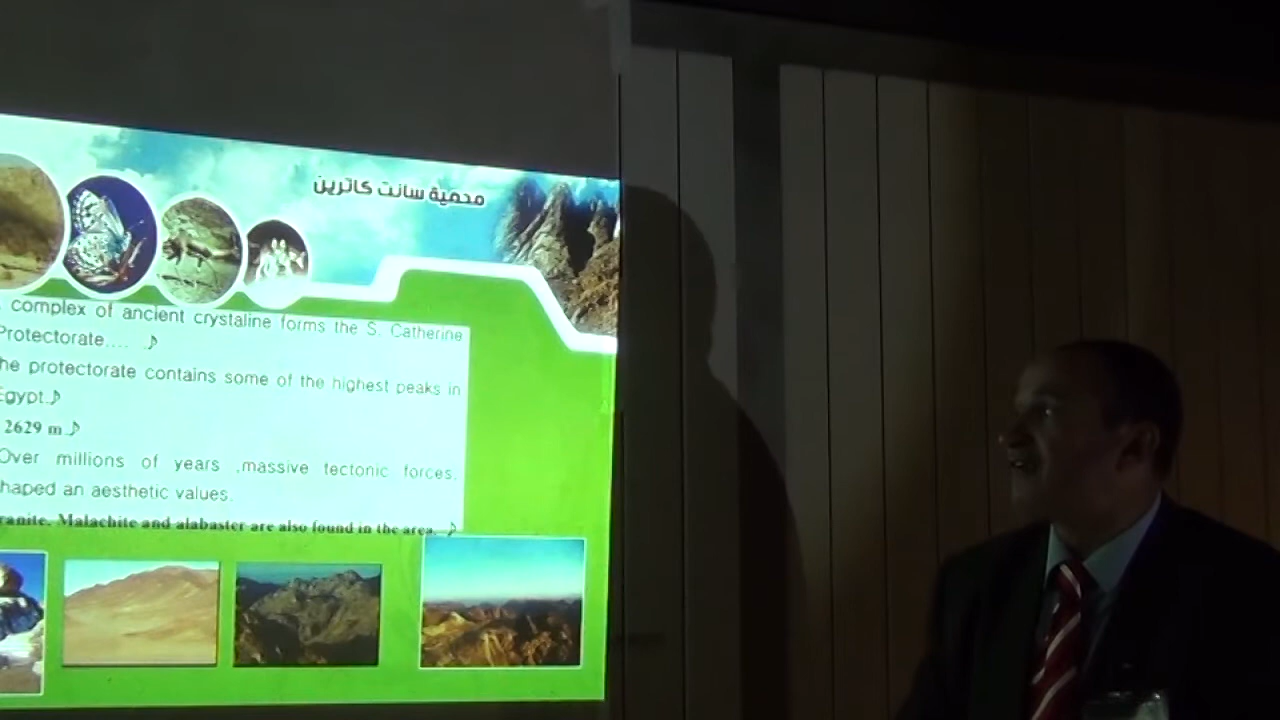 محمية سانت كاترين
complex of ancient crystaline forms the S. Catherine
Protectorate.... .♪
he protectorate contains some of the highest peaks in
Egypt.♪
2629 m.♪
Over millions of years ,massive tectonic forces,
haped an aesthetic values.
ranite. Malachite and alabaster are also found in the area. ♪